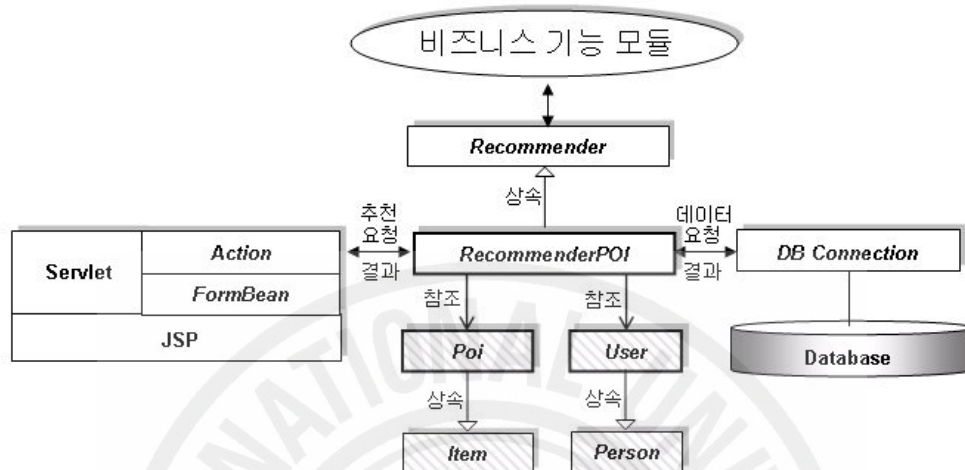 비즈니스 기능 모듈
Recommender
상속
추천
요청
결과
데이터
요청
결과
Servlet
Action
FormBean
JSP
RecommenderPOI
DB Connection
참조
참조
Poi
User
Database
상속
상속
Item
Person
NATIONAL UNI